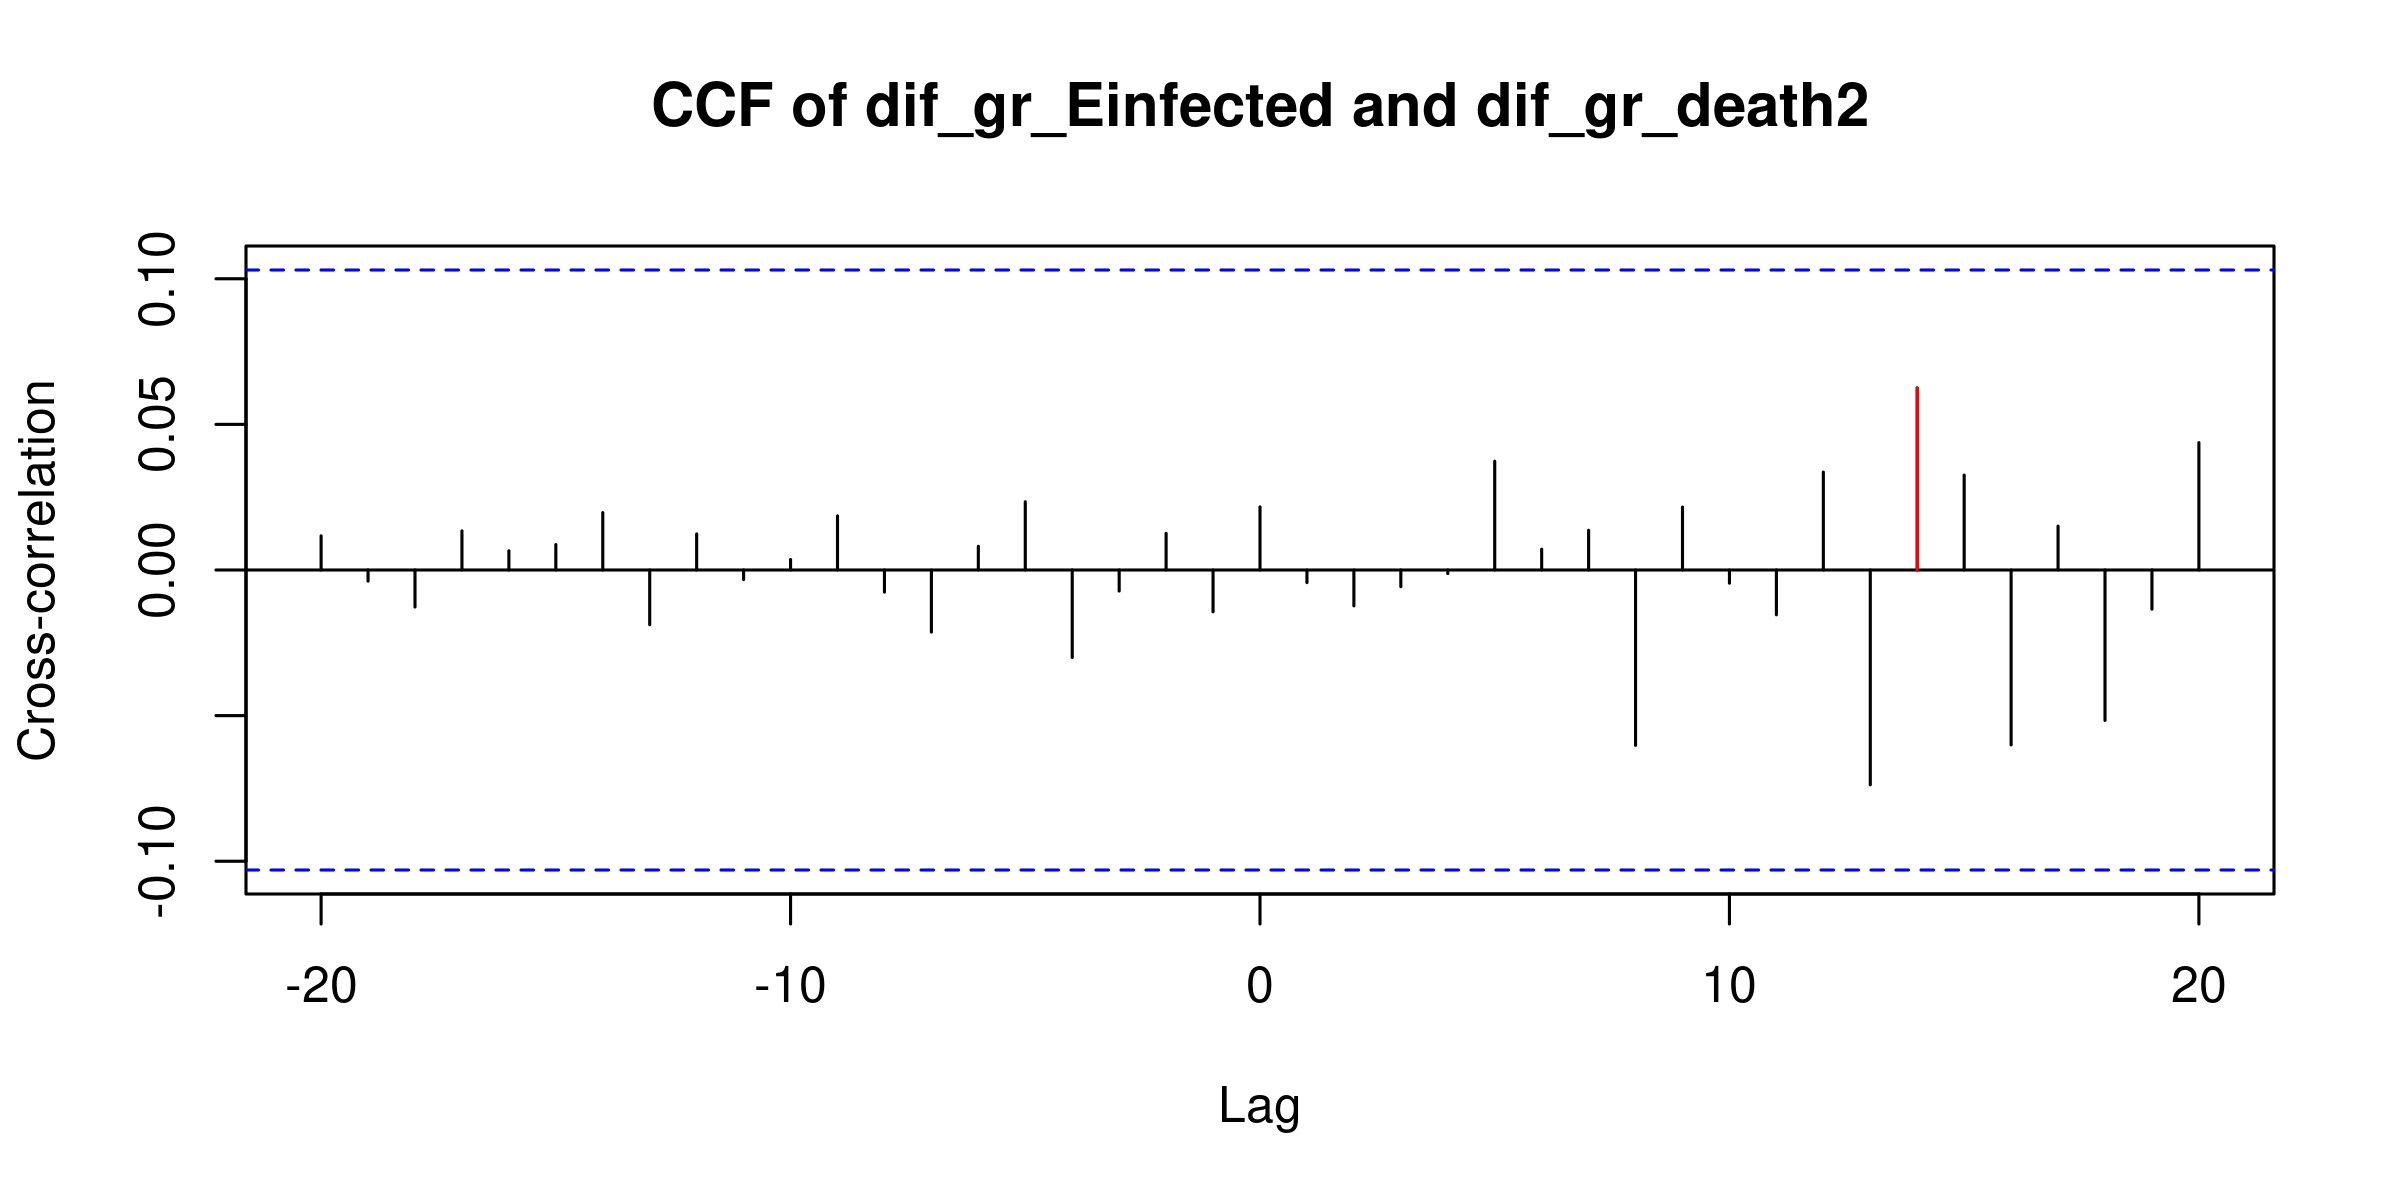 CCF of dif_gr_Einfected and dif_gr_death2
Cross-correlation
0.10
0.05
0.00
-0.10
-20 -10 0 10 20
Lag